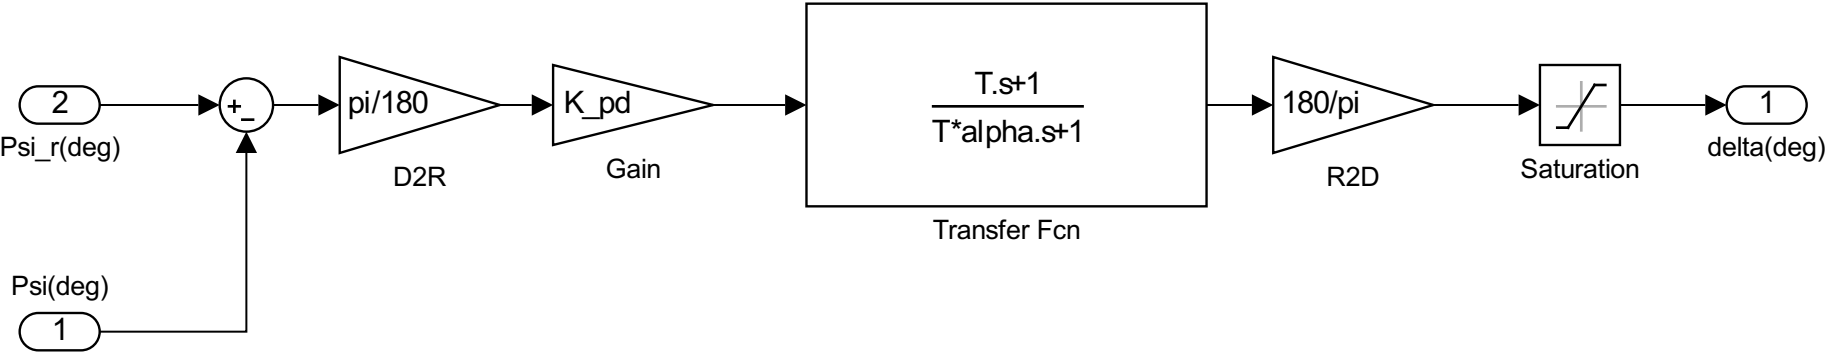 2
Psi_r(deg)
+
−
pi/180
D2R
K_pd
Gain
T.s+1
T*alpha.s+1
Transfer Fcn
180/pi
R2D
Saturation
1
delta(deg)
Psi(deg)
1